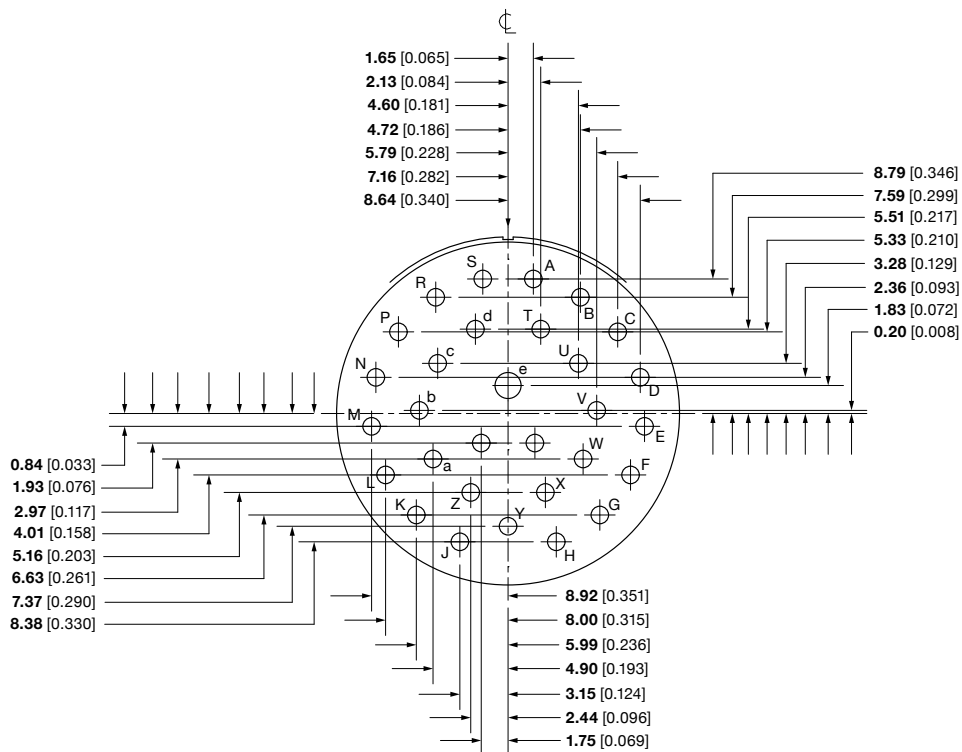 ℄
1.65 [0.065]
2.13 [0.084]
4.60 [0.181]
4.72 [0.186]
5.79 [0.228]
7.16 [0.282]
8.64 [0.340]
8.79 [0.346]
7.59 [0.299]
5.51 [0.217]
5.33 [0.210]
3.28 [0.129]
2.36 [0.093]
1.83 [0.072]
0.20 [0.008]
S A
R B
P d T C
c U
N e D
b V
M E
W
a
L F
Z X
K G
Y
J H
0.84 [0.033]
1.93 [0.076]
2.97 [0.117]
4.01 [0.158]
5.16 [0.203]
6.63 [0.261]
7.37 [0.290]
8.38 [0.330]
8.92 [0.351]
8.00 [0.315]
5.99 [0.236]
4.90 [0.193]
3.15 [0.124]
2.44 [0.096]
1.75 [0.069]